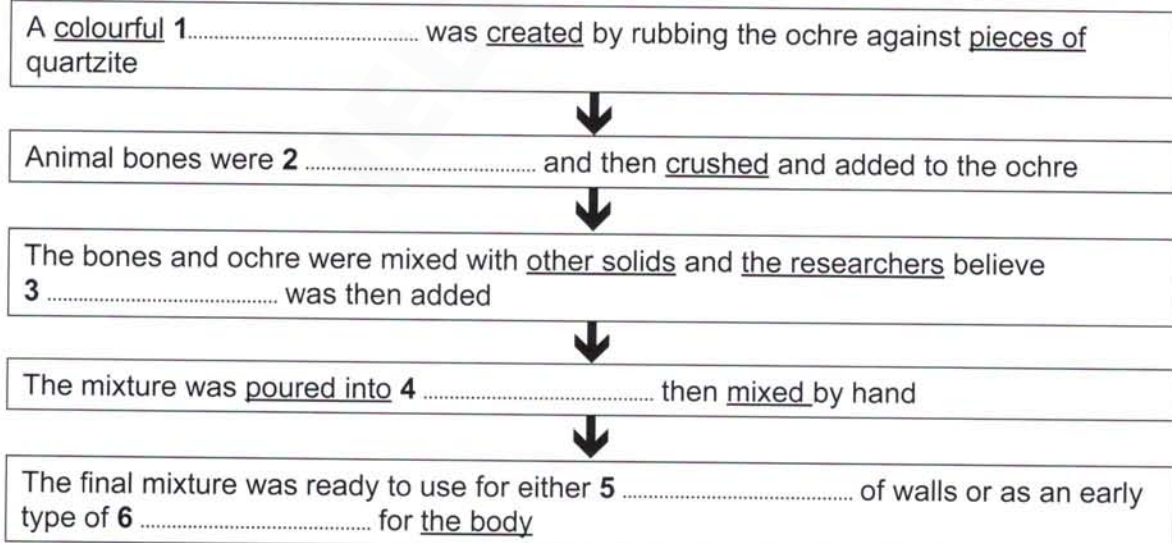 A colourful 1.................................. was created by rubbing the ochre against pieces of
quartzite
Animal bones were 2 .................................. and then crushed and added to the ochre
The bones and ochre were mixed with other solids and the researchers believe
3 .................................. was then added
The mixture was poured into 4 .................................. then mixed by hand
The final mixture was ready to use for either 5 .................................. of walls or as an early
type of 6 .................................. for the body